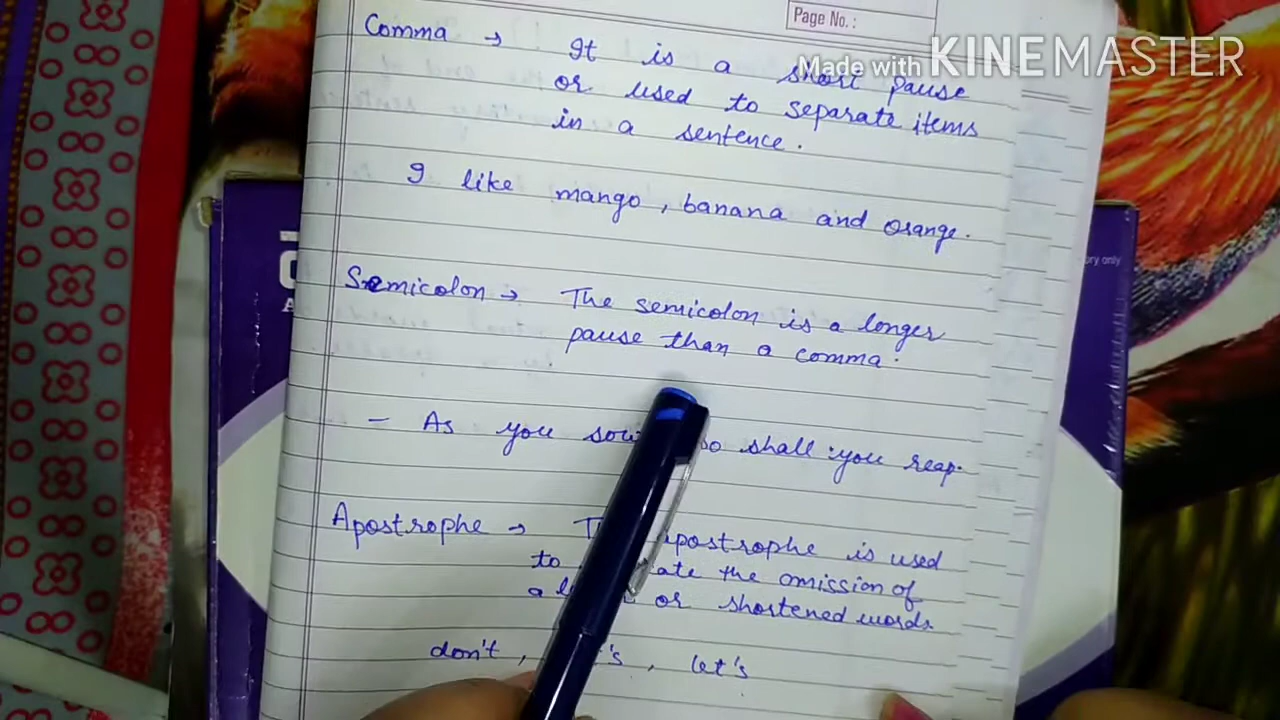 Page No. :
Made with KINEMASTER
Comma → It is a short pause
or used to separate items
in a sentence.
I like mango, banana and orange.
Semicolon → The semicolon is a longer
pause than a comma.
- As you so shall you reap.
Apostrophe → apostrophe is used
to the omission of
a or shortened words
don't, let's
ory only